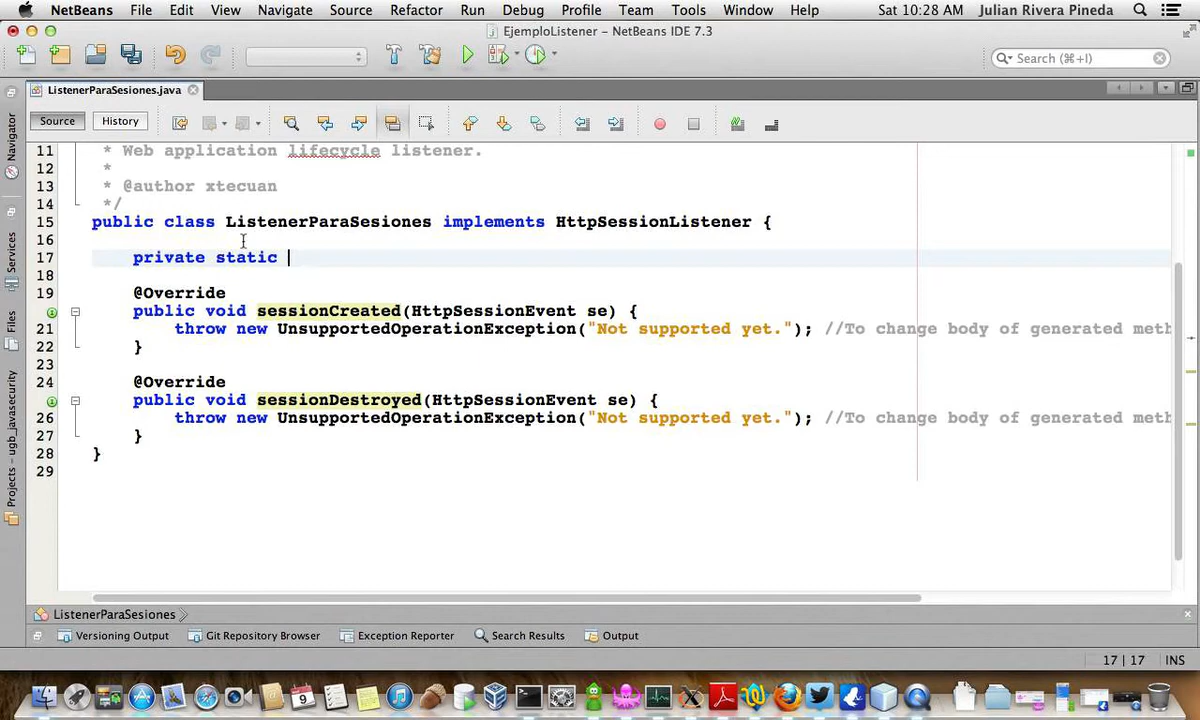 NetBeans File Edit View Navigate Source Refactor Run Debug Profile Team Tools Window Help Sat 10:28 AM Julian Rivera Pineda
EjemploListener - NetBeans IDE 7.3
Search (⌘+I)
ListenerParaSesiones.java
Source History
Navigator
Services
Files
Projects - ugb_javasecurity
11 * Web application lifecycle listener.
12 *
13 * @author xtecuan
14 */
15 public class ListenerParaSesiones implements HttpSessionListener {
16
17 private static
18
19 @Override
public void sessionCreated(HttpSessionEvent se) {
21 throw new UnsupportedOperationException("Not supported yet."); //To change body of generated meth
22 }
23
24 @Override
public void sessionDestroyed(HttpSessionEvent se) {
26 throw new UnsupportedOperationException("Not supported yet."); //To change body of generated meth
27 }
28 }
29
ListenerParaSesiones
Versioning Output Git Repository Browser Exception Reporter Search Results Output
17 | 17 INS